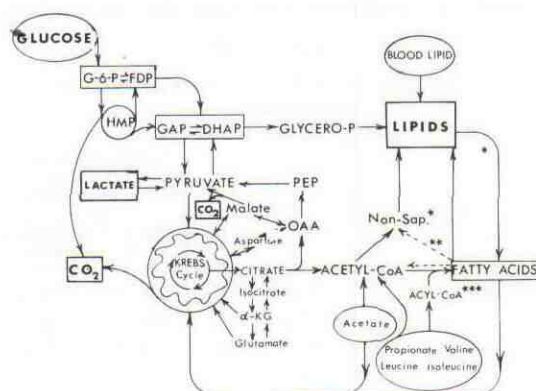 GLUCOSE
BLOOD LIPID
G-6-P⇌FDP
HMP
GAP⇌DHAP
GLYCERO-P
LIPIDS
*
LACTATE
PYRUVATE
PEP
CO2
Malate
OAA
Non-Sap.*
Aspartate
**
CO2
KREBS
Cycle
CITRATE
ACETYL-CoA
FATTY ACIDS
Isocitrate
ACYL-CoA***
α-KG
Acetate
Glutamate
Propionate Valine
Leucine Isoleucine